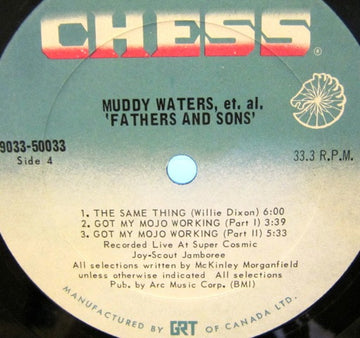 CHESS
®
MUDDY WATERS, et. al.
'FATHERS AND SONS'
9033-50033
Side 4
33.3 R.P.M.
1. THE SAME THING (Willie Dixon) 6:00
2. GOT MY MOJO WORKING (Part I) 3:39
3. GOT MY MOJO WORKING (Part II) 5:33
Recorded Live At Super Cosmic
Joy-Scout Jamboree
All selections written by McKinley Morganfield
unless otherwise indicated All selections
Pub. by Arc Music Corp. (BMI)
MANUFACTURED BY GRT OF CANADA LTD.